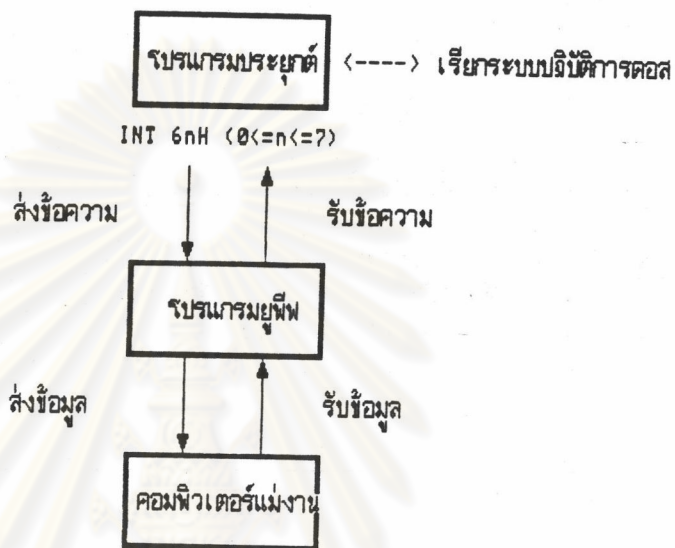 โปรแกรมประยุกต์ <----> เรียกระบบปฏิบัติการดอส
INT 6nH (0<=n<=7)
ส่งข้อความ รับข้อความ
โปรแกรมยูพีพ
ส่งข้อมูล รับข้อมูล
คอมพิวเตอร์แม่งาน